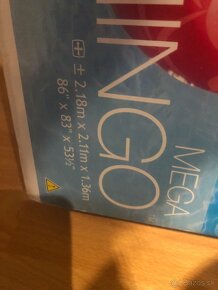 MEGA
INGO
± 2.18m x 2.11m x 1.36m
86" x 83" x 53½"